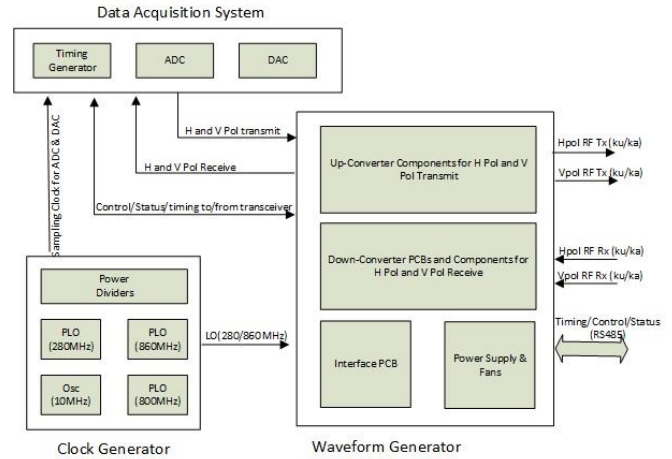 Data Acquisition System
Timing
Generator
ADC
DAC
Sampling Clock for ADC & DAC
H and V Pol transmit
H and V Pol Receive
Control/Status/timing to/from transceiver
Up-Converter Components for H Pol and V
Pol Transmit
Down-Converter PCBs and Components for
H Pol and V Pol Receive
Interface PCB
Power Supply &
Fans
Hpol RF Tx (ku/ka)
Vpol RF Tx (ku/ka)
Hpol RF Rx (ku/ka)
Vpol RF Rx (ku/ka)
Timing/Control/Status
(RS485)
Power
Dividers
PLO
(280MHz)
PLO
(860MHz)
Osc
(10MHz)
PLO
(800MHz)
LO(280/860MHz)
Clock Generator
Waveform Generator